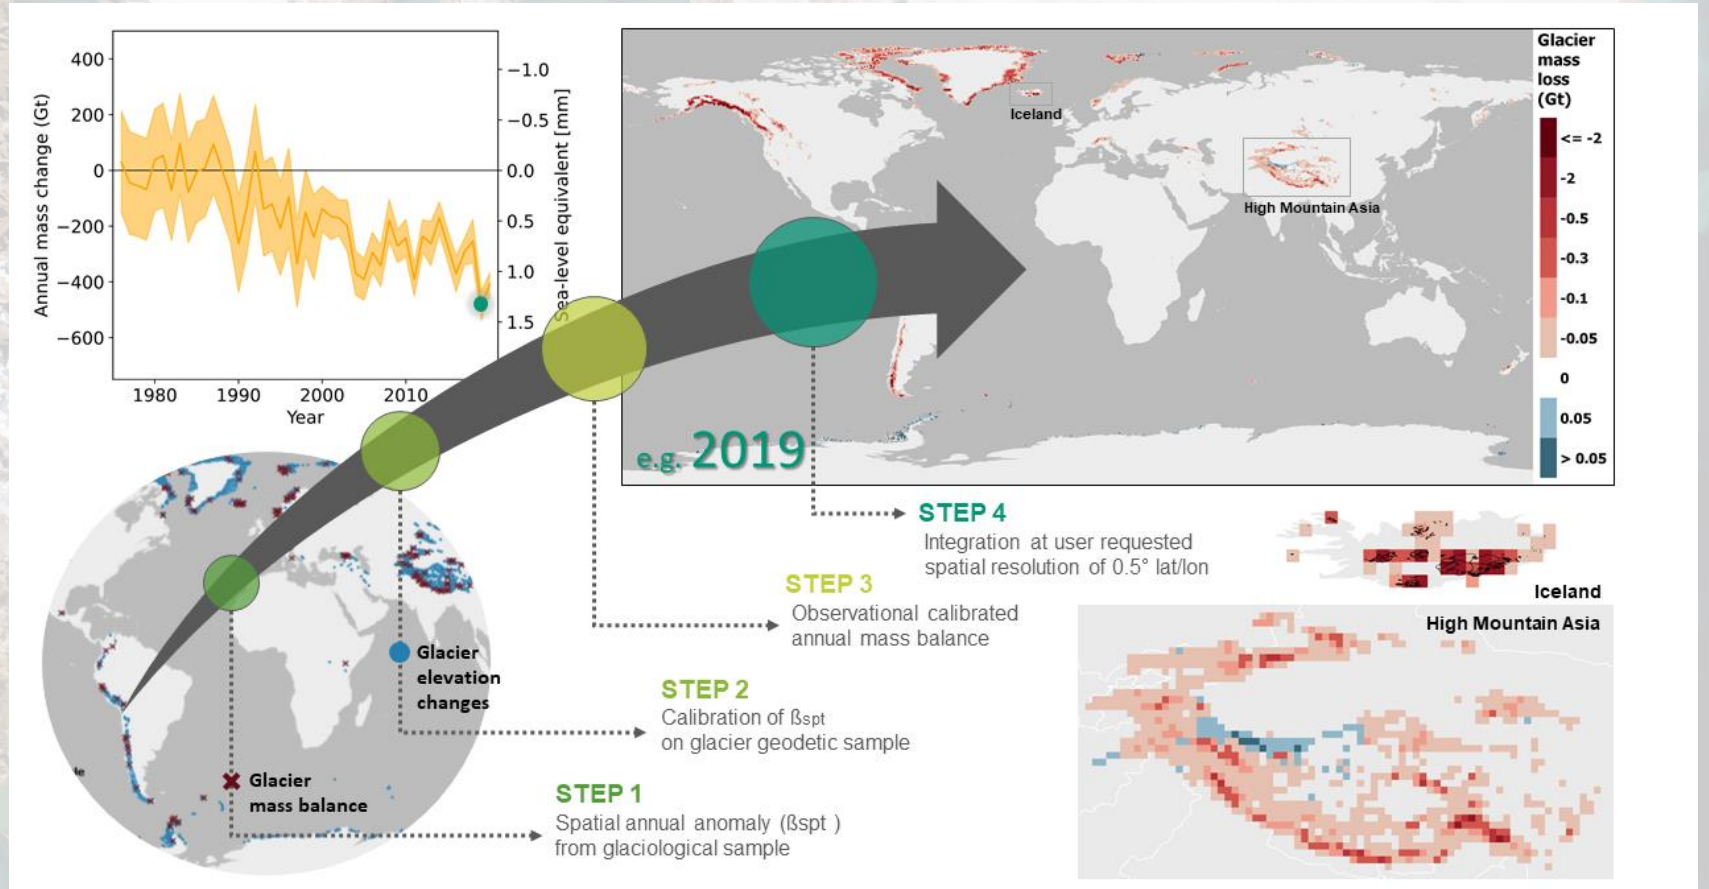 400
200
0
−200
−400
−600
Annual mass change (Gt)
−1.0
−0.5
0.0
0.5
1.0
1.5
Sea-level equivalent [mm]
1980
1990
2000
2010
Year
Iceland
High Mountain Asia
e.g. 2019
Glacier
mass
loss
(Gt)
<= -2
-2
-0.5
-0.3
-0.1
-0.05
0
0.05
> 0.05
STEP 4
Integration at user requested
spatial resolution of 0.5° lat/lon
STEP 3
Observational calibrated
annual mass balance
STEP 2
Calibration of ßspt
on glacier geodetic sample
STEP 1
Spatial annual anomaly (ßspt )
from glaciological sample
Glacier
elevation
changes
Glacier
mass balance
Iceland
High Mountain Asia